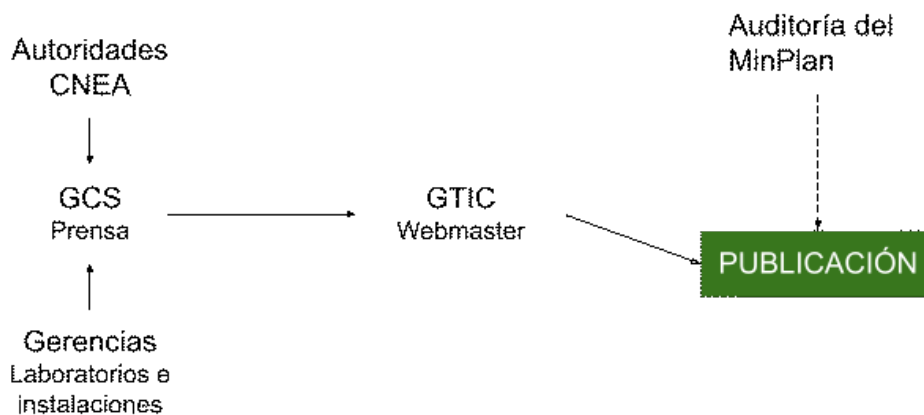 Autoridades
CNEA
GCS
Prensa
Gerencias
Laboratorios e
instalaciones
GTIC
Webmaster
Auditoría del
MinPlan
PUBLICACIÓN